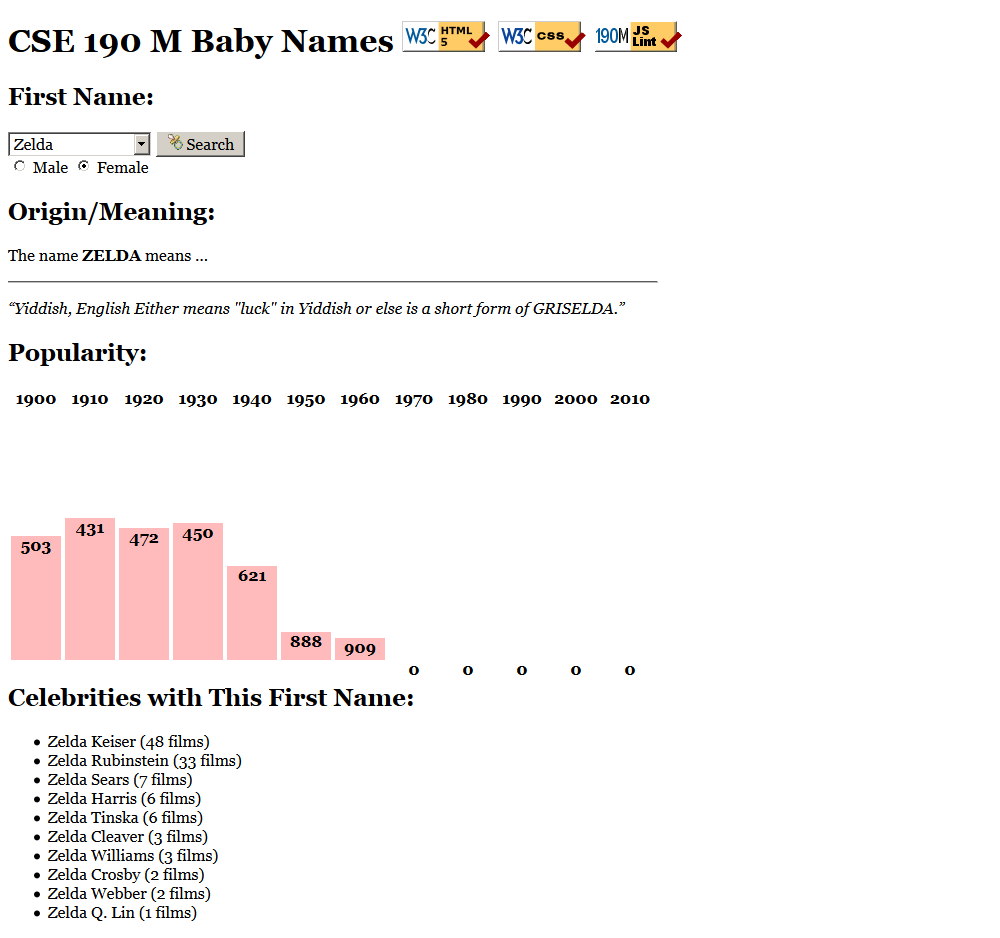 CSE 190 M Baby Names W3C HTML 5 W3C css 190M JS Lint
First Name:
Zelda Search
Male Female
Origin/Meaning:
The name ZELDA means ...
“Yiddish, English Either means "luck" in Yiddish or else is a short form of GRISELDA.”
Popularity:
1900 1910 1920 1930 1940 1950 1960 1970 1980 1990 2000 2010
503 431 472 450 621 888 909 0 0 0 0 0
Celebrities with This First Name:
• Zelda Keiser (48 films)
• Zelda Rubinstein (33 films)
• Zelda Sears (7 films)
• Zelda Harris (6 films)
• Zelda Tinska (6 films)
• Zelda Cleaver (3 films)
• Zelda Williams (3 films)
• Zelda Crosby (2 films)
• Zelda Webber (2 films)
• Zelda Q. Lin (1 films)